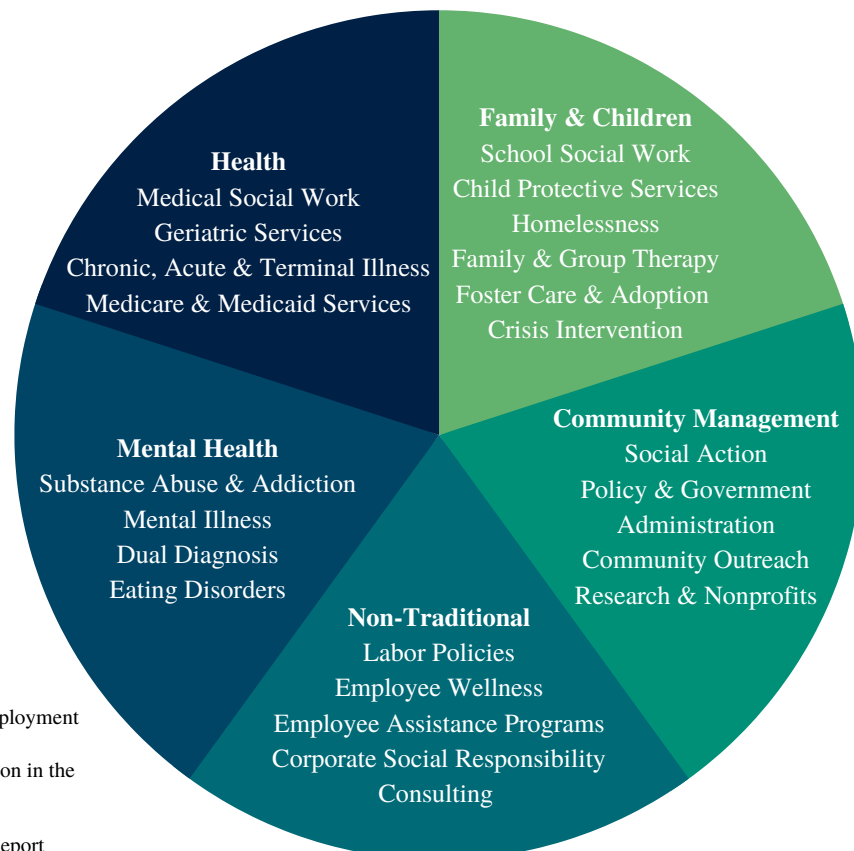 Family & Children
School Social Work
Child Protective Services
Homelessness
Family & Group Therapy
Foster Care & Adoption
Crisis Intervention
Health
Medical Social Work
Geriatric Services
Chronic, Acute & Terminal Illness
Medicare & Medicaid Services
Community Management
Social Action
Policy & Government
Administration
Community Outreach
Research & Nonprofits
Mental Health
Substance Abuse & Addiction
Mental Illness
Dual Diagnosis
Eating Disorders
Non-Traditional
Labor Policies
Employee Wellness
Employee Assistance Programs
Corporate Social Responsibility
Consulting
on in the